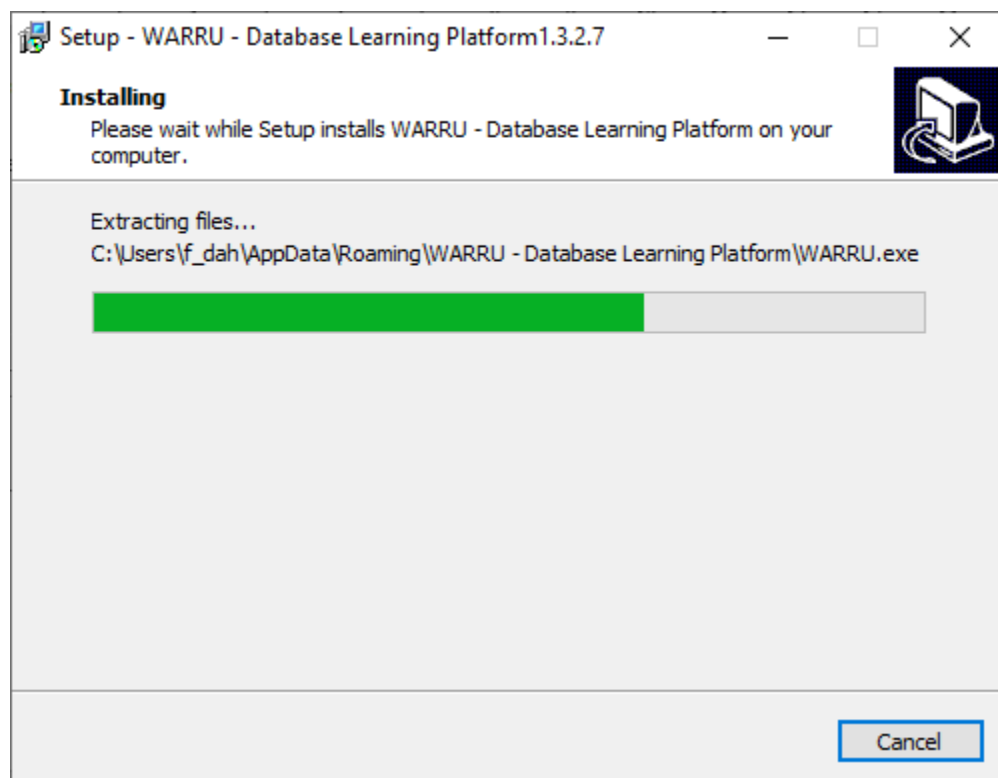 Setup - WARRU - Database Learning Platform1.3.2.7
Installing
Please wait while Setup installs WARRU - Database Learning Platform on your
computer.
Extracting files...
C:\Users\f_dah\AppData\Roaming\WARRU - Database Learning Platform\WARRU.exe
Cancel